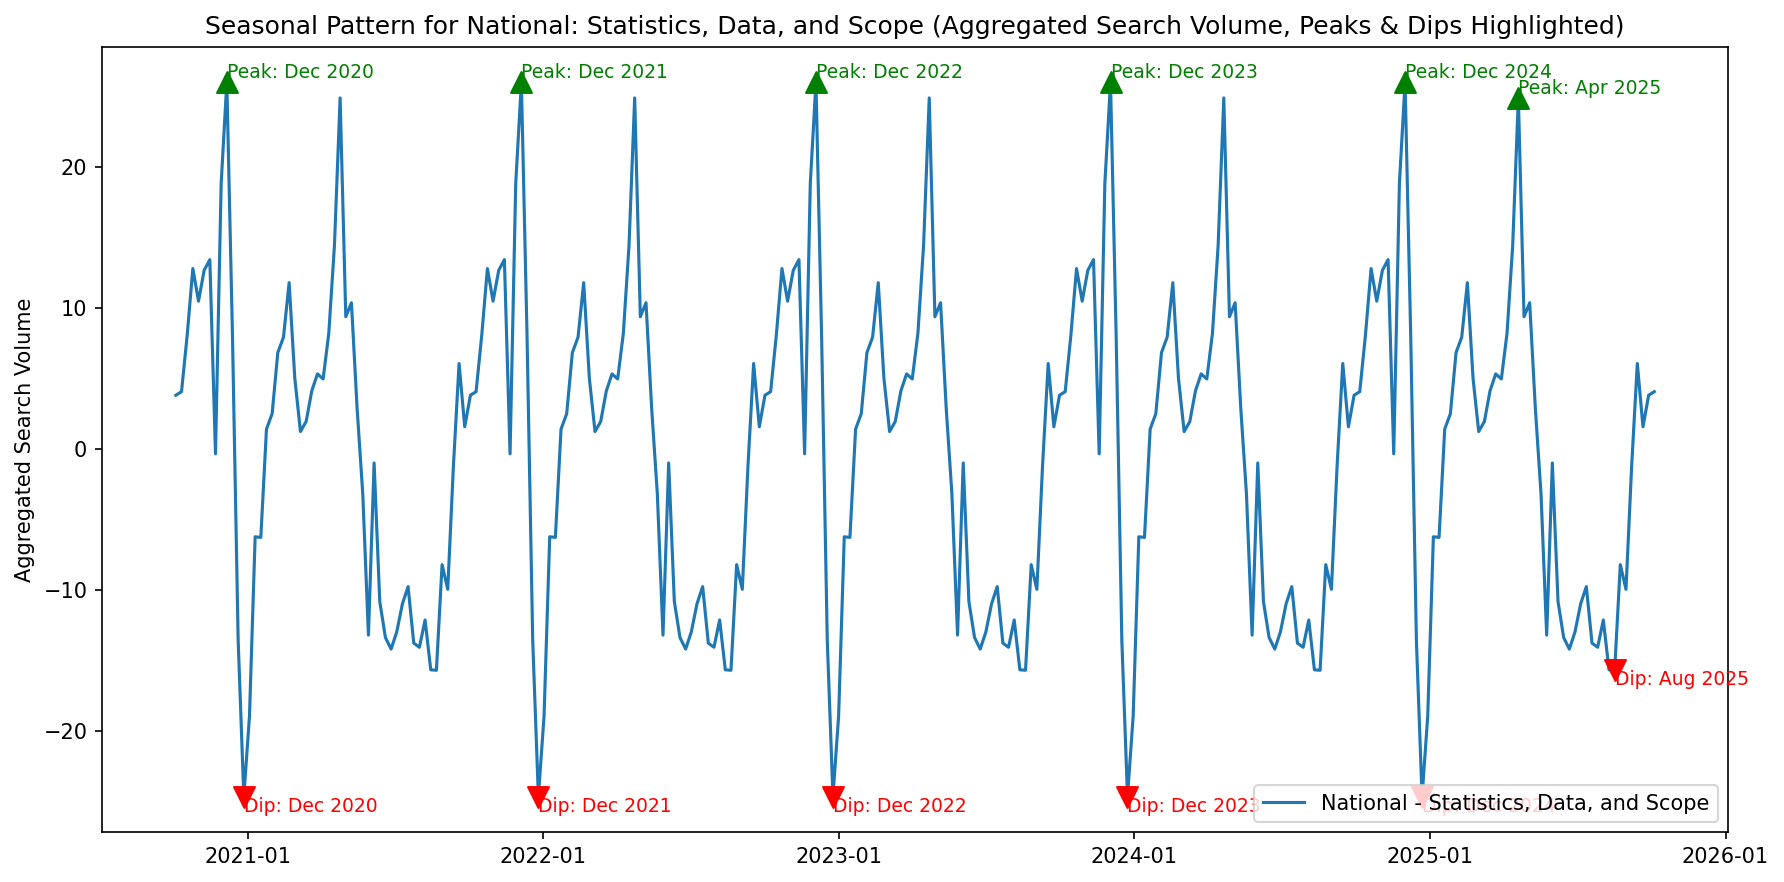 Seasonal Pattern for National: Statistics, Data, and Scope (Aggregated Search Volume, Peaks & Dips Highlighted)
Peak: Dec 2020
Peak: Dec 2021
Peak: Dec 2022
Peak: Dec 2023
Peak: Dec 2024
Peak: Apr 2025
Aggregated Search Volume
20
10
0
−10
−20
Dip: Aug 2025
Dip: Dec 2020
Dip: Dec 2021
Dip: Dec 2022
Dip: Dec 2023
National - Statistics, Data, and Scope
2021-01
2022-01
2023-01
2024-01
2025-01
2026-01